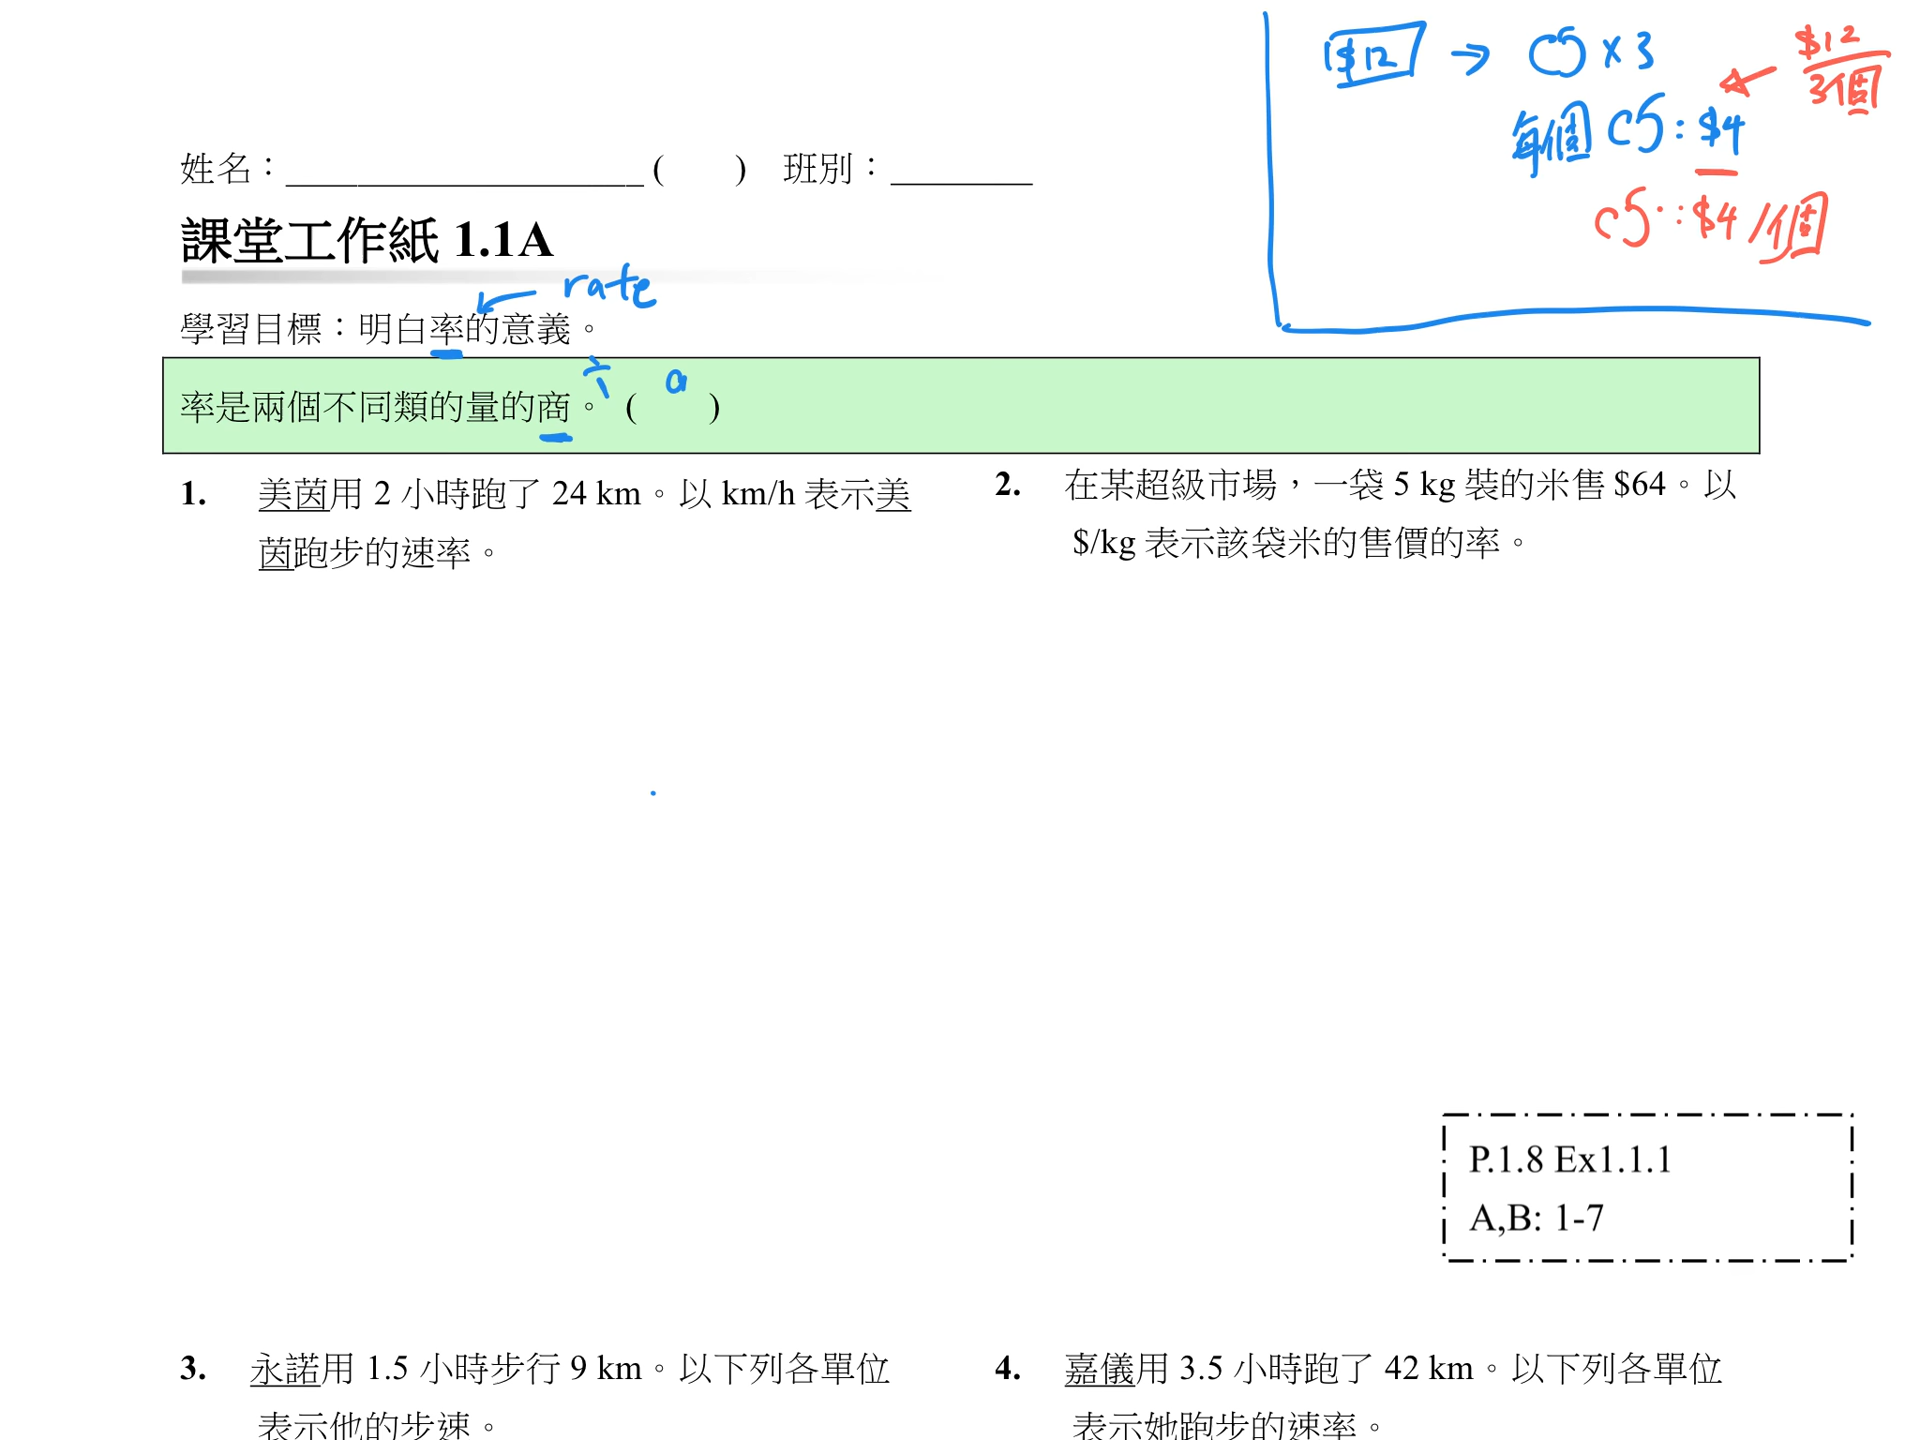 $12 → ×3
$12
3個
每個 : $4
$4/個
姓名：____________________ (    ) 班別：________
課堂工作紙 1.1A
rate
學習目標：明白率的意義。
率是兩個不同類的量的商。(    )
1. 美茵用 2 小時跑了 24 km。以 km/h 表示美
茵跑步的速率。
2. 在某超級市場，一袋 5 kg 裝的米售 $64。以
$/kg 表示該袋米的售價的率。
P.1.8 Ex1.1.1
A,B: 1-7
3. 永諾用 1.5 小時步行 9 km。以下列各單位
表示他的步速。
4. 嘉儀用 3.5 小時跑了 42 km。以下列各單位
表示她跑步的速率。